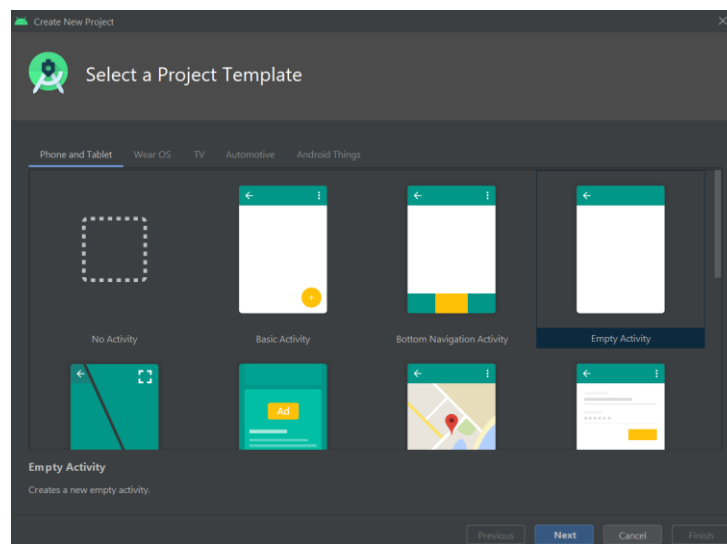 Create New Project
Select a Project Template
Phone and Tablet
Wear OS
TV
Automotive
Android Things
No Activity
Basic Activity
Bottom Navigation Activity
Empty Activity
Ad
Empty Activity
Creates a new empty activity.
Previous
Next
Cancel
Finish